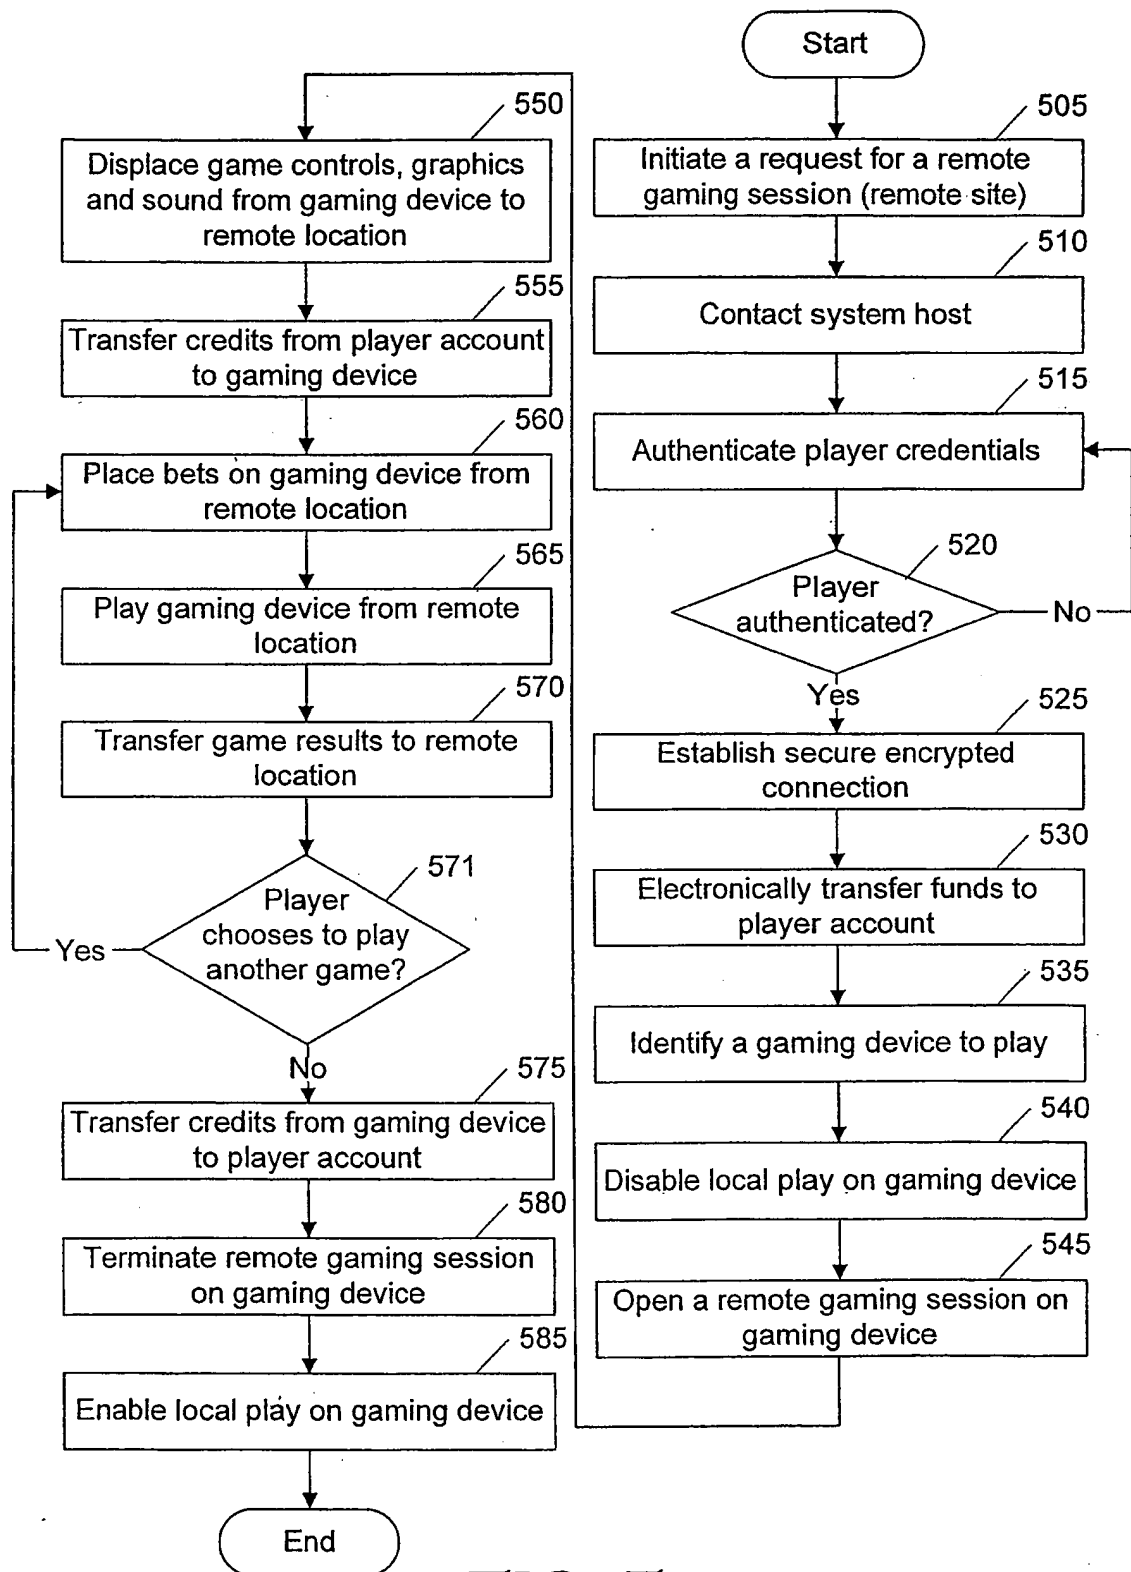 Start
505
Initiate a request for a remote
gaming session (remote site)
510
Contact system host
515
Authenticate player credentials
520
Player
authenticated?
No
Yes
525
Establish secure encrypted
connection
530
Electronically transfer funds to
player account
535
Identify a gaming device to play
540
Disable local play on gaming device
545
Open a remote gaming session on
gaming device
550
Displace game controls, graphics
and sound from gaming device to
remote location
555
Transfer credits from player account
to gaming device
560
Place bets on gaming device from
remote location
565
Play gaming device from remote
location
570
Transfer game results to remote
location
571
Player
chooses to play
another game?
Yes
No
575
Transfer credits from gaming device
to player account
580
Terminate remote gaming session
on gaming device
585
Enable local play on gaming device
End